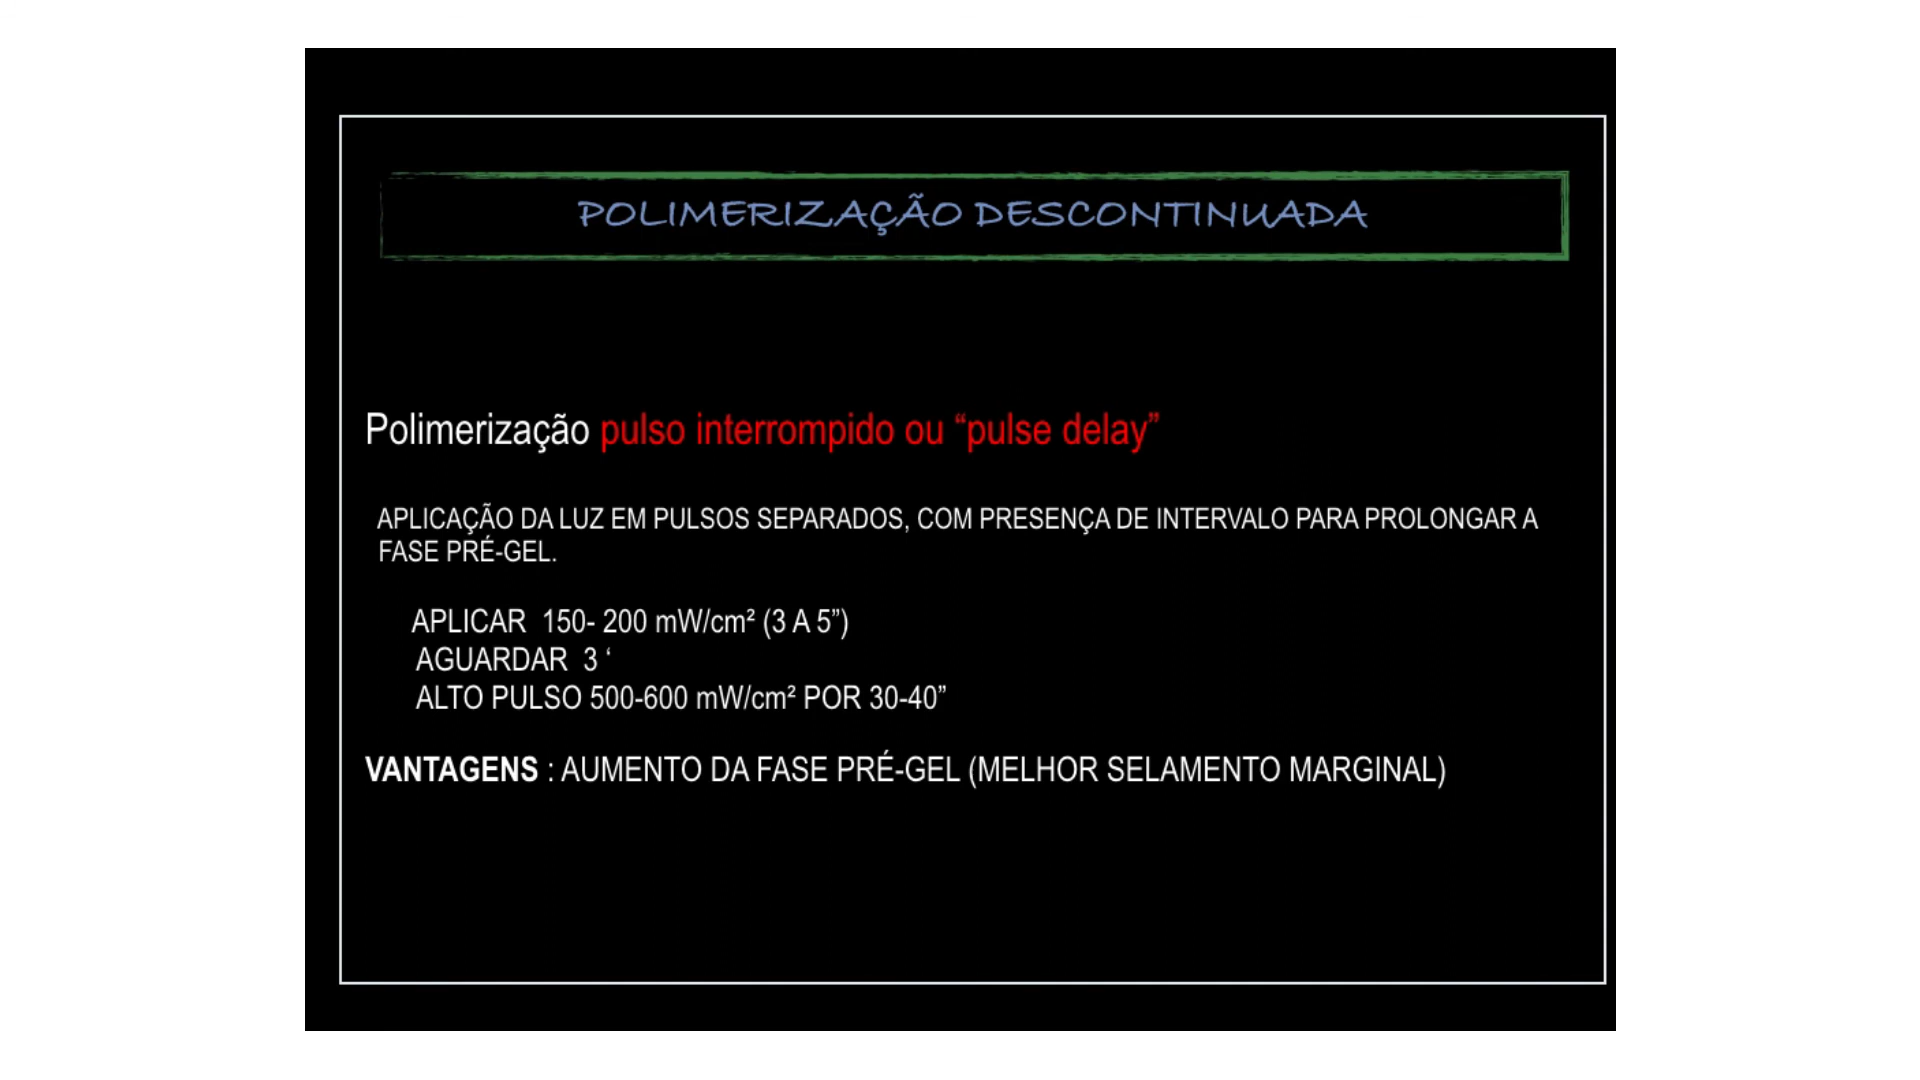 POLIMERIZAÇÃO DESCONTINUADA
Polimerização pulso interrompido ou “pulse delay”
APLICAÇÃO DA LUZ EM PULSOS SEPARADOS, COM PRESENÇA DE INTERVALO PARA PROLONGAR A
FASE PRÉ-GEL.
APLICAR 150- 200 mW/cm² (3 A 5”)
AGUARDAR 3 ‘
ALTO PULSO 500-600 mW/cm² POR 30-40”
VANTAGENS : AUMENTO DA FASE PRÉ-GEL (MELHOR SELAMENTO MARGINAL)